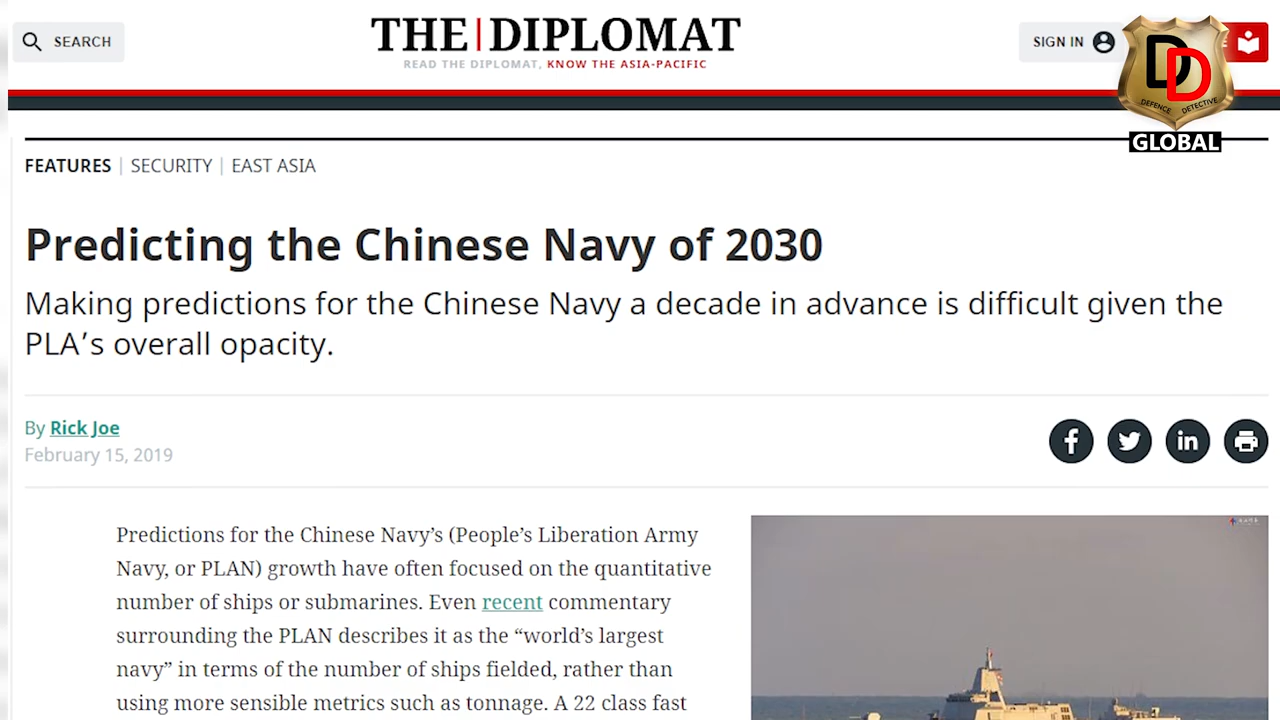 SEARCH
THE|DIPLOMAT
READ THE DIPLOMAT, KNOW THE ASIA-PACIFIC
SIGN IN
DD
DEFENCE DETECTIVE
GLOBAL
FEATURES | SECURITY | EAST ASIA
Predicting the Chinese Navy of 2030
Making predictions for the Chinese Navy a decade in advance is difficult given the
PLA’s overall opacity.
By Rick Joe
February 15, 2019
Predictions for the Chinese Navy’s (People’s Liberation Army
Navy, or PLAN) growth have often focused on the quantitative
number of ships or submarines. Even recent commentary
surrounding the PLAN describes it as the “world’s largest
navy” in terms of the number of ships fielded, rather than
using more sensible metrics such as tonnage. A 22 class fast